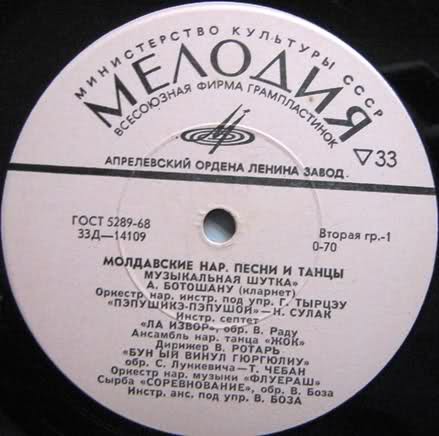 МИНИСТЕРСТВО КУЛЬТУРЫ СССР
МЕЛОДИЯ
ВСЕСОЮЗНАЯ ФИРМА ГРАМПЛАСТИНОК
АПРЕЛЕВСКИЙ ОРДЕНА ЛЕНИНА ЗАВОД
▽33
ГОСТ 5289-68
33Д—14109
Вторая гр.-1
0-70
МОЛДАВСКИЕ НАР. ПЕСНИ И ТАНЦЫ
МУЗЫКАЛЬНАЯ ШУТКА»
А. БОТОШАНУ (кларнет)
Оркестр нар. инстр. под упр. Г. ТЫРЦЭУ
«ПЭПУШИКЭ-ПЭПУШОЙ» — Н. СУЛАК
Инстр. септет
«ЛА ИЗВОР», обр. В. Раду
Ансамбль нар. танца «ЖОК»
Дирижер В. РОТАРЬ
«БУН ЫЙ ВИНУЛ ГЮРГЮЛИУ»
обр. С. Лункевича—Т. ЧЕБАН
Оркестр нар. музыки «ФЛУЕРАШ»
Сырба «СОРЕВНОВАНИЕ», обр. В. Боза
Инстр. анс. под упр. В. БОЗА